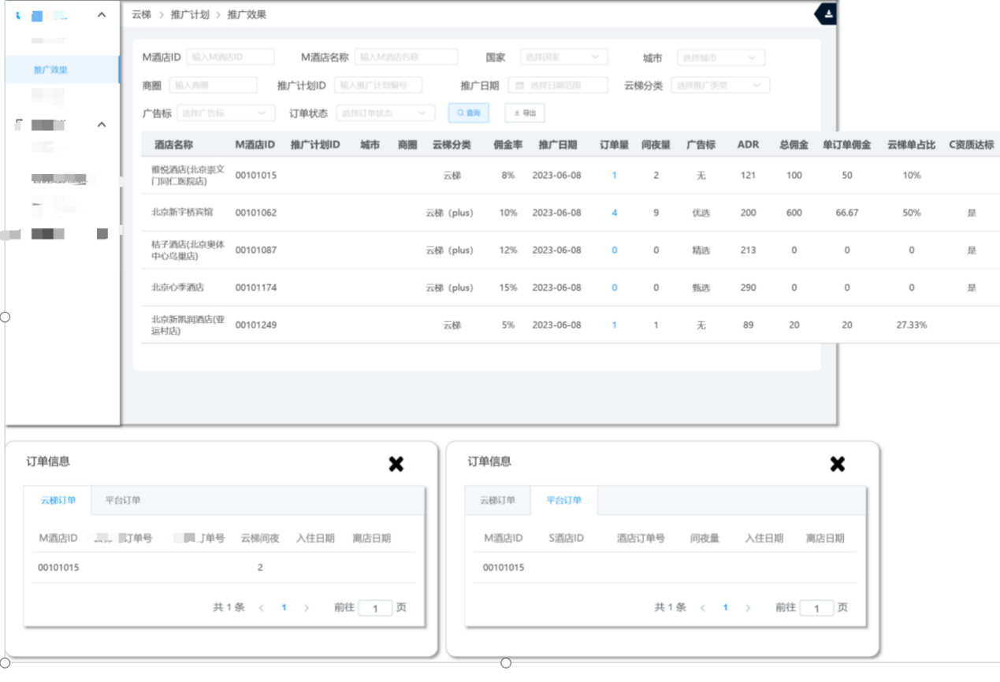 云梯 > 推广计划 > 推广效果
推广效果
M酒店ID 输入M酒店ID M酒店名称 输入M酒店名称 国家 选择国家 城市 选择城市
商圈 输入商圈 推广计划ID 输入推广计划编号 推广日期 选择日期范围 云梯分类 选择推广类型
广告标 选择广告标 订单状态 选择订单状态 查询 导出
酒店名称 M酒店ID 推广计划ID 城市 商圈 云梯分类 佣金率 推广日期 订单量 间夜量 广告标 ADR 总佣金 单订单佣金 云梯单占比 C资质达标
雅悦酒店(北京崇文
门同仁医院店) 00101015 云梯 8% 2023-06-08 1 2 无 121 100 50 10%
北京新宇桥宾馆 00101062 云梯（plus） 10% 2023-06-08 4 9 优选 200 600 66.67 50% 是
桔子酒店(北京奥体
中心鸟巢店) 00101087 云梯（plus） 12% 2023-06-08 0 0 精选 213 0 0 0 是
北京心季酒店 00101174 云梯（plus） 15% 2023-06-08 0 0 甄选 290 0 0 0 是
北京新凯润酒店(亚
运村店) 00101249 云梯 5% 2023-06-08 1 1 无 89 20 20 27.33%
订单信息
云梯订单 平台订单
M酒店ID 订单号 订单号 云梯间夜 入住日期 离店日期
00101015 2
共 1 条 < 1 > 前往 1 页
订单信息
云梯订单 平台订单
M酒店ID S酒店ID 酒店订单号 间夜量 入住日期 离店日期
00101015
共 1 条 < 1 > 前往 1 页